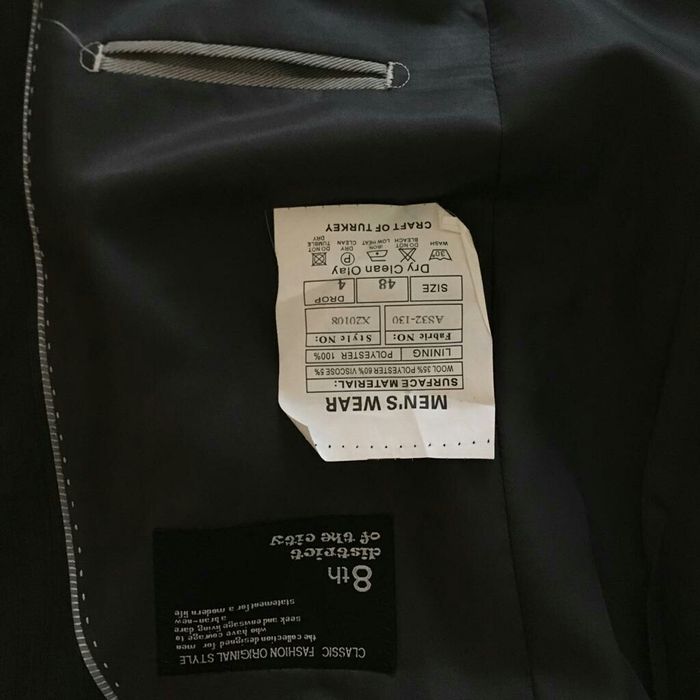 MEN'S WEAR
SURFACE MATERIAL:
WOOL 35% POLYESTER 60% VISCOSE 5%
LINING POLYESTER 100%
Fabric NO: Style NO:
AS32-130 X20108
SIZE 48 DROP 4
Dry Clean Olay
30°
P
WASH DO NOT BLEACH IRON LOW HEAT DRY CLEAN DO NOT TUMBLE DRY
CRAFT OF TURKEY
CLASSIC FASHION ORIGINAL STYLE
the collection designed for men
who have courage to
seek and envisage living dare
a bran-new
statement for a modern life
8th
district
of the city